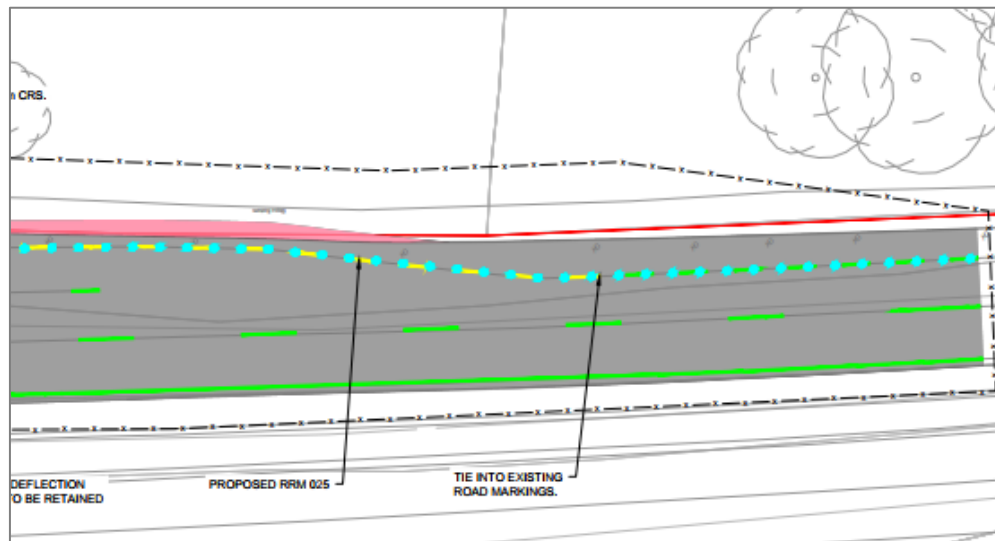 n CRS.
DEFLECTION
TO BE RETAINED
PROPOSED RRM 025
TIE INTO EXISTING
ROAD MARKINGS.